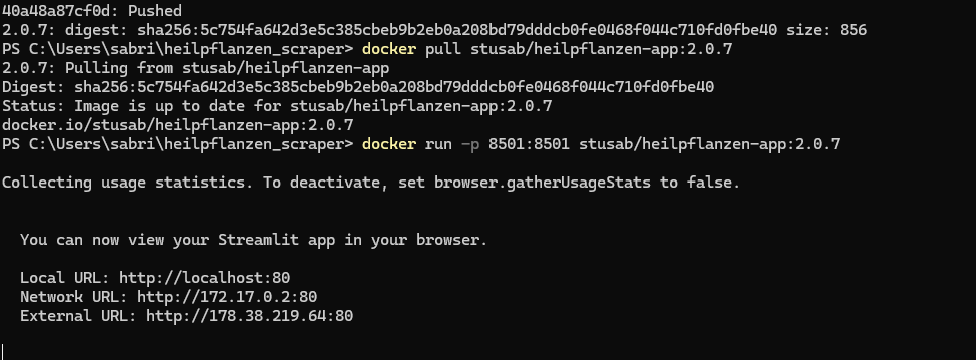 40a48a87cf0d: Pushed
2.0.7: digest: sha256:5c754fa642d3e5c385cbeb9b2eb0a208bd79dddcb0fe0468f044c710fd0fbe40 size: 856
PS C:\Users\sabri\heilpflanzen_scraper> docker pull stusab/heilpflanzen-app:2.0.7
2.0.7: Pulling from stusab/heilpflanzen-app
Digest: sha256:5c754fa642d3e5c385cbeb9b2eb0a208bd79dddcb0fe0468f044c710fd0fbe40
Status: Image is up to date for stusab/heilpflanzen-app:2.0.7
docker.io/stusab/heilpflanzen-app:2.0.7
PS C:\Users\sabri\heilpflanzen_scraper> docker run -p 8501:8501 stusab/heilpflanzen-app:2.0.7
Collecting usage statistics. To deactivate, set browser.gatherUsageStats to false.
You can now view your Streamlit app in your browser.
Local URL: http://localhost:80
Network URL: http://172.17.0.2:80
External URL: http://178.38.219.64:80